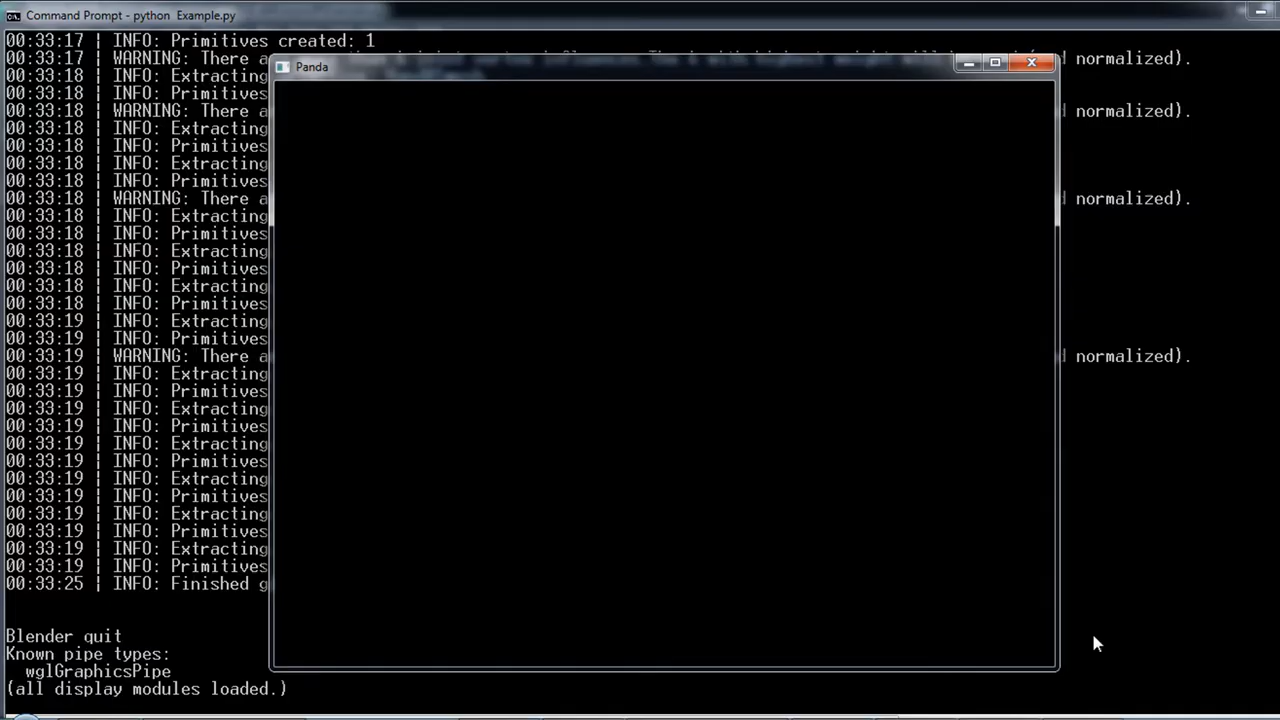 Command Prompt - python  Example.py
00:33:17 | INFO: Primitives created: 1
00:33:17 | WARNING: There a normalized).
Panda
00:33:18 | INFO: Extracting
00:33:18 | INFO: Primitives
00:33:18 | WARNING: There a normalized).
00:33:18 | INFO: Extracting
00:33:18 | INFO: Primitives
00:33:18 | INFO: Extracting
00:33:18 | INFO: Primitives
00:33:18 | WARNING: There a normalized).
00:33:18 | INFO: Extracting
00:33:18 | INFO: Primitives
00:33:18 | INFO: Extracting
00:33:18 | INFO: Primitives
00:33:18 | INFO: Extracting
00:33:18 | INFO: Primitives
00:33:19 | INFO: Extracting
00:33:19 | INFO: Primitives
00:33:19 | WARNING: There a normalized).
00:33:19 | INFO: Extracting
00:33:19 | INFO: Primitives
00:33:19 | INFO: Extracting
00:33:19 | INFO: Primitives
00:33:19 | INFO: Extracting
00:33:19 | INFO: Primitives
00:33:19 | INFO: Extracting
00:33:19 | INFO: Primitives
00:33:19 | INFO: Extracting
00:33:19 | INFO: Primitives
00:33:19 | INFO: Extracting
00:33:19 | INFO: Primitives
00:33:25 | INFO: Finished g
Blender quit
Known pipe types:
wglGraphicsPipe
(all display modules loaded.)